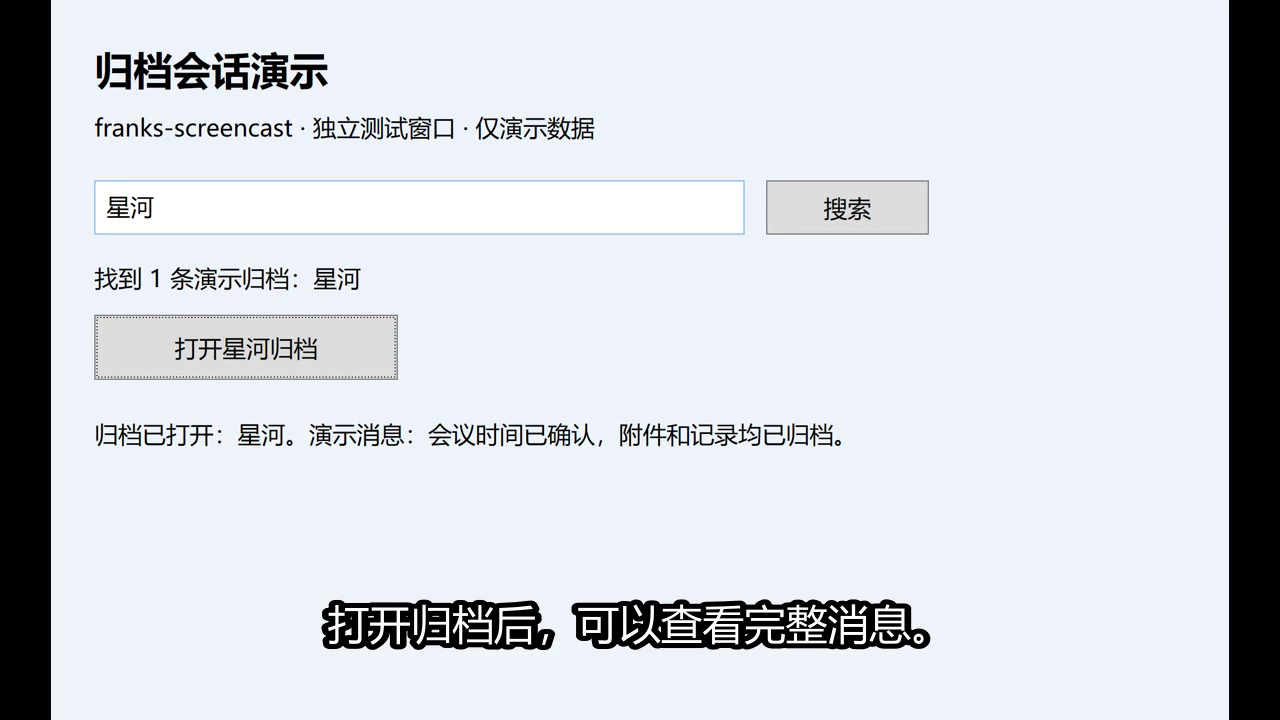 归档会话演示
franks-screencast · 独立测试窗口 · 仅演示数据
星河
搜索
找到 1 条演示归档：星河
打开星河归档
归档已打开：星河。演示消息：会议时间已确认，附件和记录均已归档。
打开归档后，可以查看完整消息。